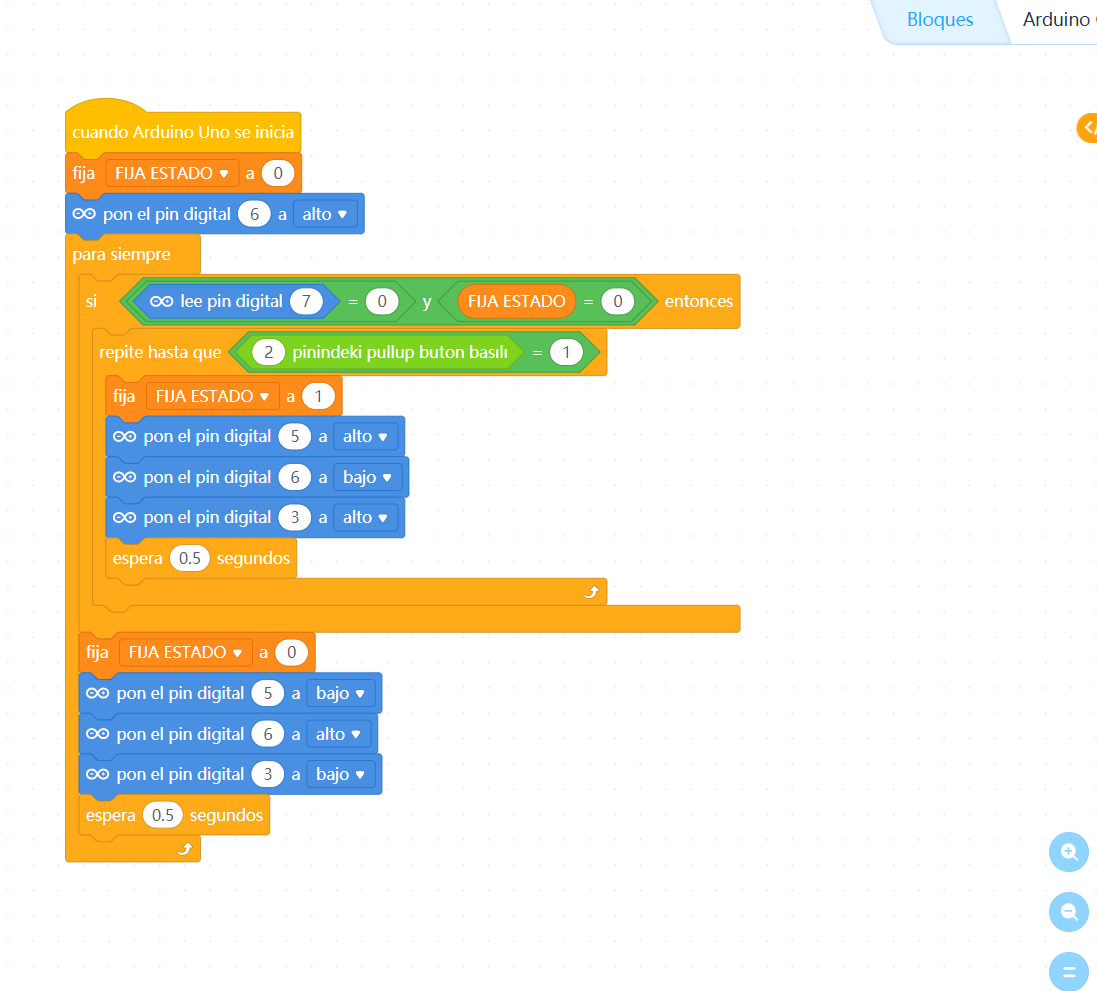 Bloques
Arduino
cuando Arduino Uno se inicia
fija FIJA ESTADO a 0
pon el pin digital 6 a alto
para siempre
si lee pin digital 7 = 0 y FIJA ESTADO = 0 entonces
repite hasta que 2 pinindeki pullup buton basılı = 1
fija FIJA ESTADO a 1
pon el pin digital 5 a alto
pon el pin digital 6 a bajo
pon el pin digital 3 a alto
espera 0.5 segundos
fija FIJA ESTADO a 0
pon el pin digital 5 a bajo
pon el pin digital 6 a alto
pon el pin digital 3 a bajo
espera 0.5 segundos